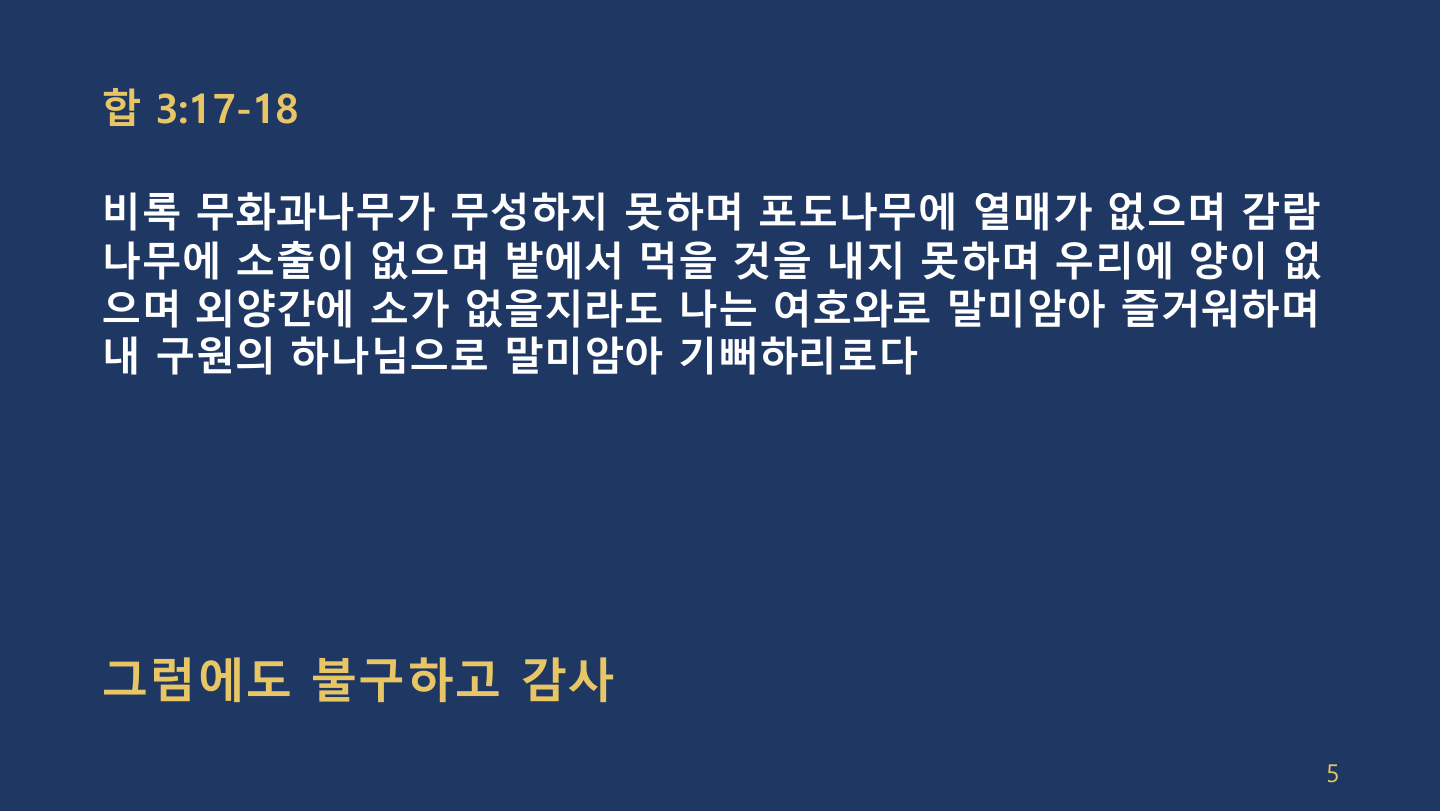 합 3:17-18
비록 무화과나무가 무성하지 못하며 포도나무에 열매가 없으며 감람
나무에 소출이 없으며 밭에서 먹을 것을 내지 못하며 우리에 양이 없
으며 외양간에 소가 없을지라도 나는 여호와로 말미암아 즐거워하며
내 구원의 하나님으로 말미암아 기뻐하리로다
그럼에도 불구하고 감사
5